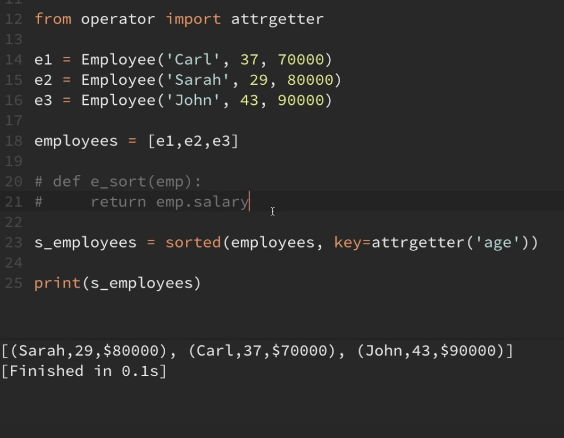 11
12 from operator import attrgetter
13
14 e1 = Employee('Carl', 37, 70000)
15 e2 = Employee('Sarah', 29, 80000)
16 e3 = Employee('John', 43, 90000)
17
18 employees = [e1,e2,e3]
19
20 # def e_sort(emp):
21 #     return emp.salary
22
23 s_employees = sorted(employees, key=attrgetter('age'))
24
25 print(s_employees)
[(Sarah,29,$80000), (Carl,37,$70000), (John,43,$90000)]
[Finished in 0.1s]